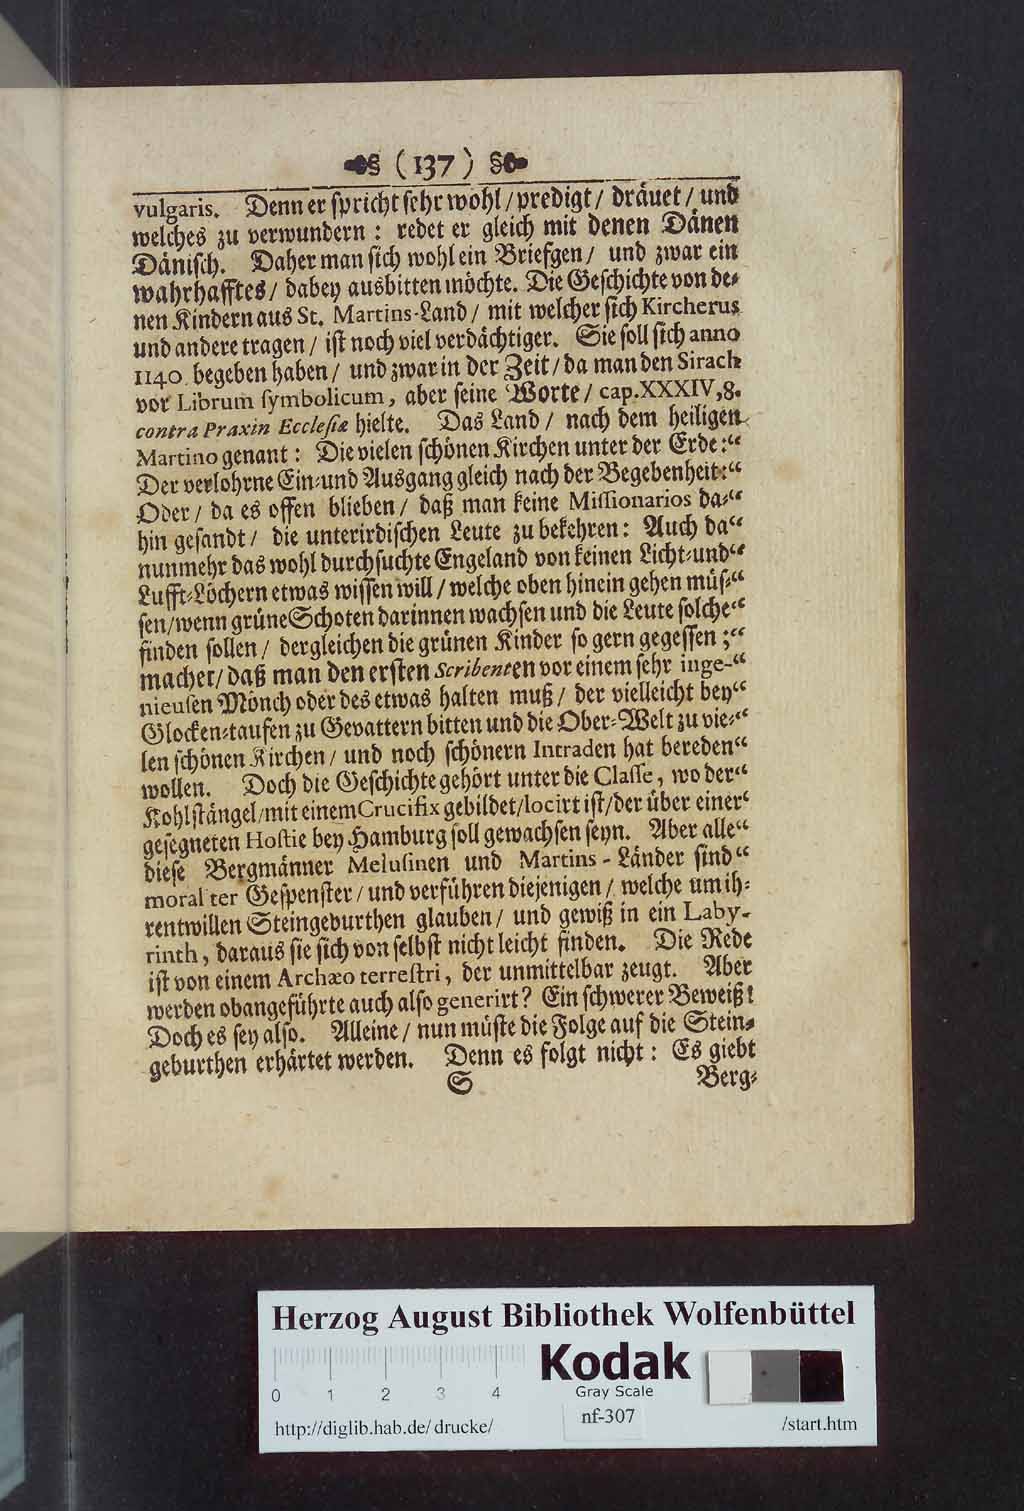 ( 137 )
vulgaris. Denn er spricht sehr wohl / predigt / dräuet / und
welches zu verwundern : redet er gleich mit denen Dänen
Dänisch. Daher man sich wohl ein Briefgen / und zwar ein
wahrhafftes / dabey ausbitten möchte. Die Geschichte von de-
nen Kindern aus St. Martins-Land / mit welcher sich Kircherus
und andere tragen / ist noch viel verdächtiger. Sie soll sich anno
1140 begeben haben / und zwar in der Zeit / da man den Sirach
vor Librum symbolicum, aber seine Worte / cap. XXXIV, 8.
contra Praxin Ecclesiæ hielte. Das Land / nach dem heiligen
Martino genant : Die vielen schönen Kirchen unter der Erde:“
Der verlohrne Ein-und Ausgang gleich nach der Begebenheit:“
Oder / da es offen blieben / daß man keine Missionarios da-“
hin gesandt / die unterirdischen Leute zu bekehren : Auch da“
nunmehr das wohl durchsuchte Engeland von keinen Licht-und“
Lufft-Löchern etwas wissen will / welche oben hinein gehen müs-“
sen / wenn grüne Schoten darinnen wachsen und die Leute solche“
finden sollen / dergleichen die grünen Kinder so gern gegessen ;“
machet / daß man den ersten Scribenten vor einem sehr inge-“
nieusen Mönch oder des etwas halten muß / der vielleicht bey“
Glocken-taufen zu Gevattern bitten und die Ober-Welt zu vie-“
len schönen Kirchen / und noch schönern Intraden hat bereden“
wollen. Doch die Geschichte gehört unter die Classe, wo der“
Kohlstängel / mit einem Crucifix gebildet / locirt ist / der über einer“
gesegneten Hostie bey Hamburg soll gewachsen seyn. Aber alle“
diese Bergmänner Melusinen und Martins - Länder sind“
moraliter Gespenster / und verführen diejenigen / welche um ih-
rentwillen Steingeburthen glauben / und gewiß in ein Laby-
rinth, daraus sie sich von selbst nicht leicht finden. Die Rede
ist von einem Archæo terrestri, der unmittelbar zeugt. Aber
werden obangeführte auch also generirt? Ein schwerer Beweiß!
Doch es sey also. Alleine / nun müste die Folge auf die Stein-
geburthen erhärtet werden. Denn es folgt nicht : Es giebt
S Berg-
Herzog August Bibliothek Wolfenbüttel
Kodak
Gray Scale
0 1 2 3 4
nf-307
http://diglib.hab.de/drucke/ /start.htm